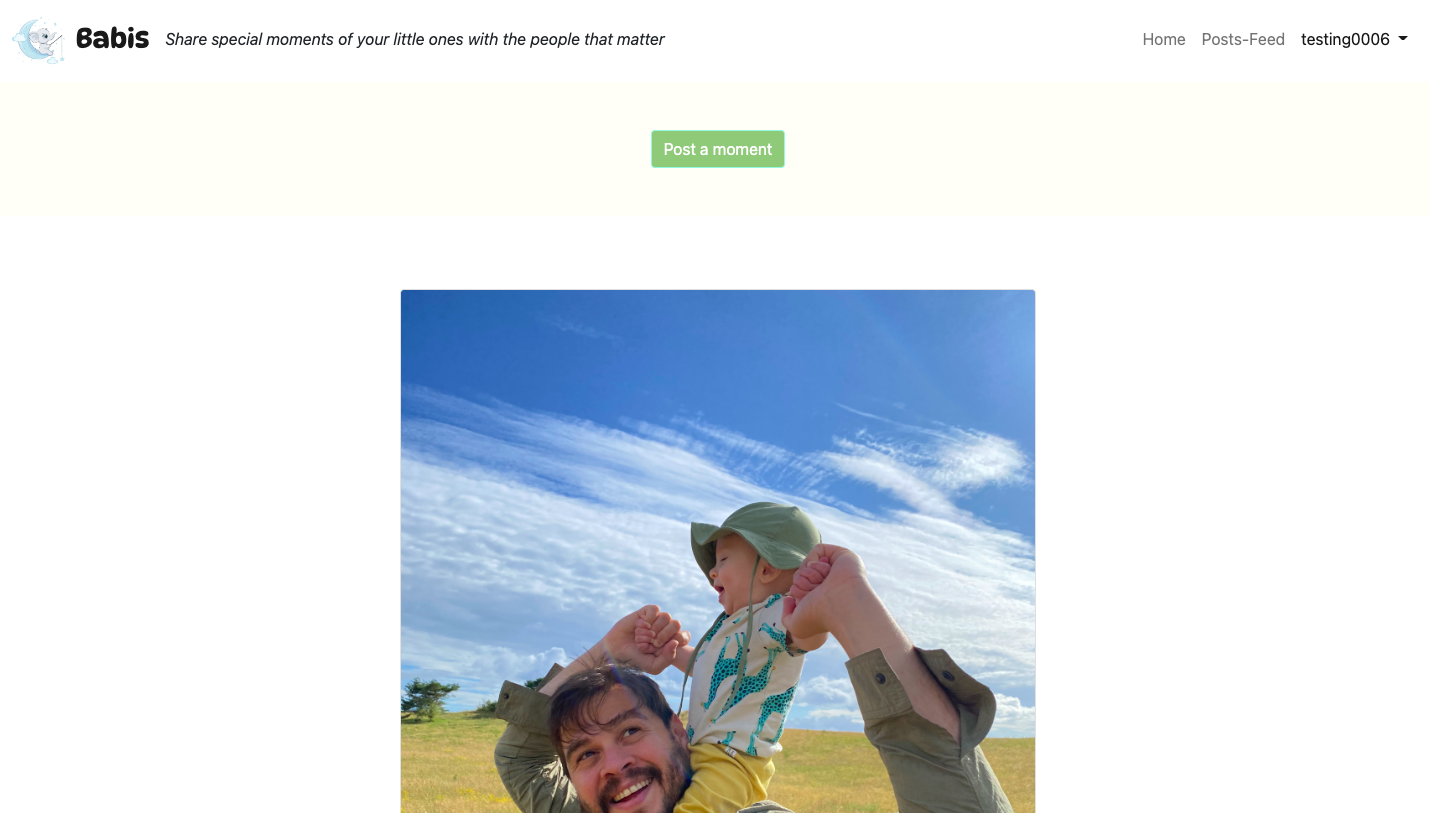 Babis
Share special moments of your little ones with the people that matter
Home
Posts-Feed
testing0006
Post a moment